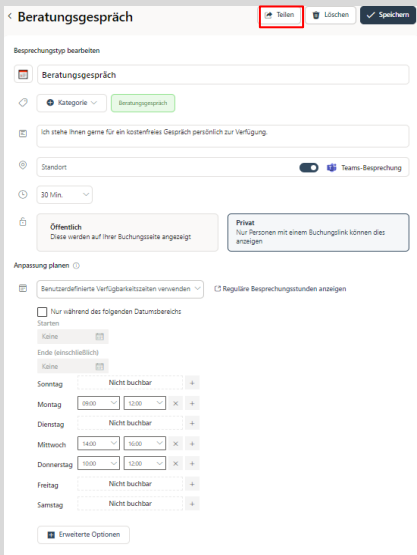 Beratungsgespräch
Teilen
Löschen
Speichern
Besprechungstyp bearbeiten
Beratungsgespräch
Kategorie
Beratungsgespräch
Ich stehe Ihnen gerne für ein kostenfreies Gespräch persönlich zur Verfügung.
Standort
Teams-Besprechung
30 Min.
Öffentlich
Diese werden auf Ihrer Buchungsseite angezeigt
Privat
Nur Personen mit einem Buchungslink können dies
anzeigen
Anpassung planen
Benutzerdefinierte Verfügbarkeitszeiten verwenden
Reguläre Besprechungsstunden anzeigen
Nur während des folgenden Datumsbereichs
Starten
Keine
Ende (einschließlich)
Keine
Sonntag Nicht buchbar +
Montag 09:00 12:00 × +
Dienstag Nicht buchbar +
Mittwoch 14:00 16:00 × +
Donnerstag 10:00 12:00 × +
Freitag Nicht buchbar +
Samstag Nicht buchbar +
Erweiterte Optionen